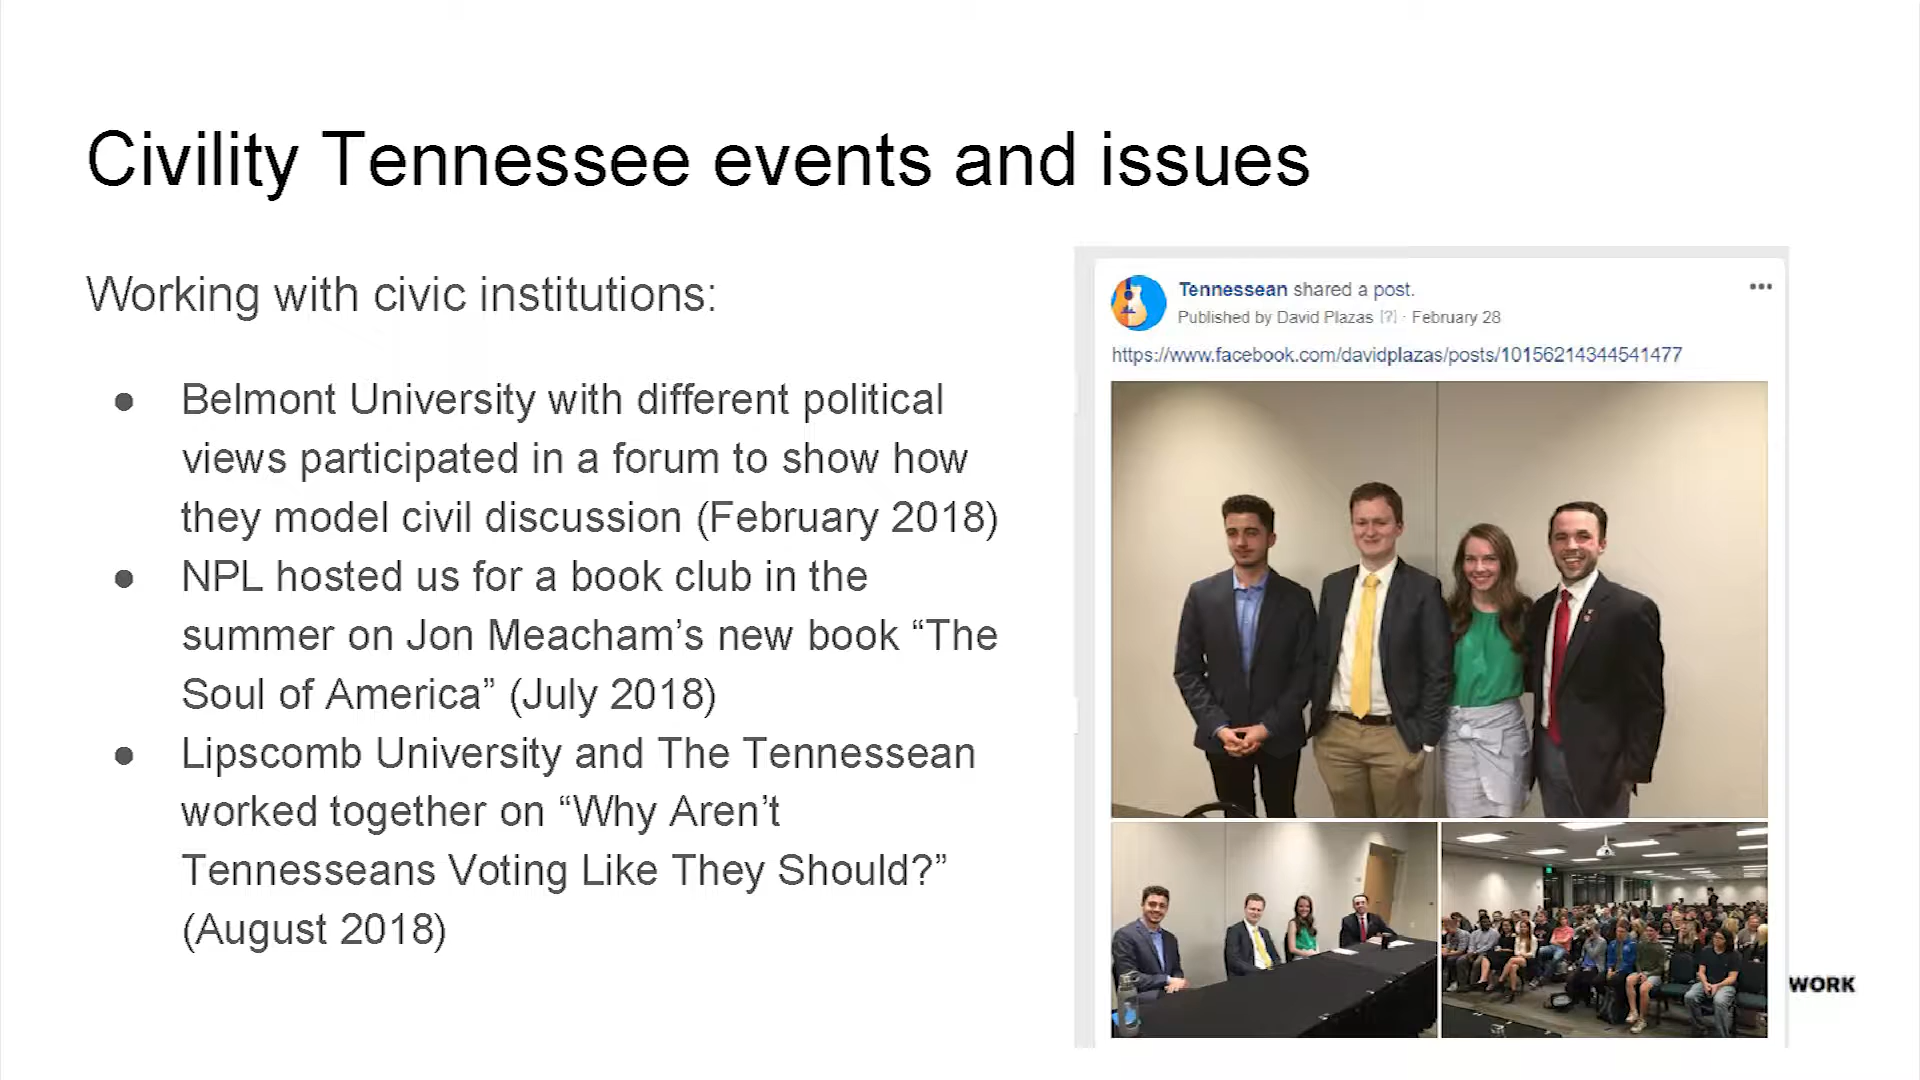 Civility Tennessee events and issues
Working with civic institutions:
● Belmont University with different political
views participated in a forum to show how
they model civil discussion (February 2018)
● NPL hosted us for a book club in the
summer on Jon Meacham’s new book “The
Soul of America” (July 2018)
● Lipscomb University and The Tennessean
worked together on “Why Aren’t
Tennesseans Voting Like They Should?”
(August 2018)
Tennessean shared a post.
Published by David Plazas [?] · February 28
https://www.facebook.com/davidplazas/posts/10156214344541477
WORK